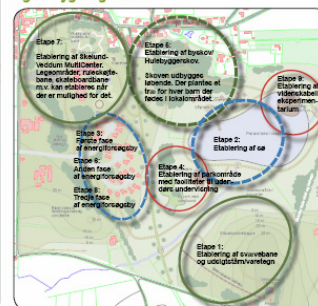 Etape 7:
Etablering af Skelund-
Veddum MultiCenter.
Legeområder, rulleskøjte-
bane, skateboardbane
m.v. kan etableres når
der er mulighed for det.
Etablering af byskov/
Hulebyggerskov.
Skoven udbygges
løbende. Der plantes et
træ for hver barn der
fødes i lokalområdet.
Etape 9:
Etablering af
videnskabeligt
eksperimen-
tarium
Etape 3:
Første fase
af energiforsøgsby
Etape 6:
Anden fase
af energiforsøgsby
Etape 8:
Tredje fase
af energiforsøgsby
Etape 2:
Etablering af sø
Etape 4:
Etablering af parkområde
med faciliteter til uden-
dørs undervisning
Etape 1:
Etablering af svævebane
og udsigtstårn/varetegn